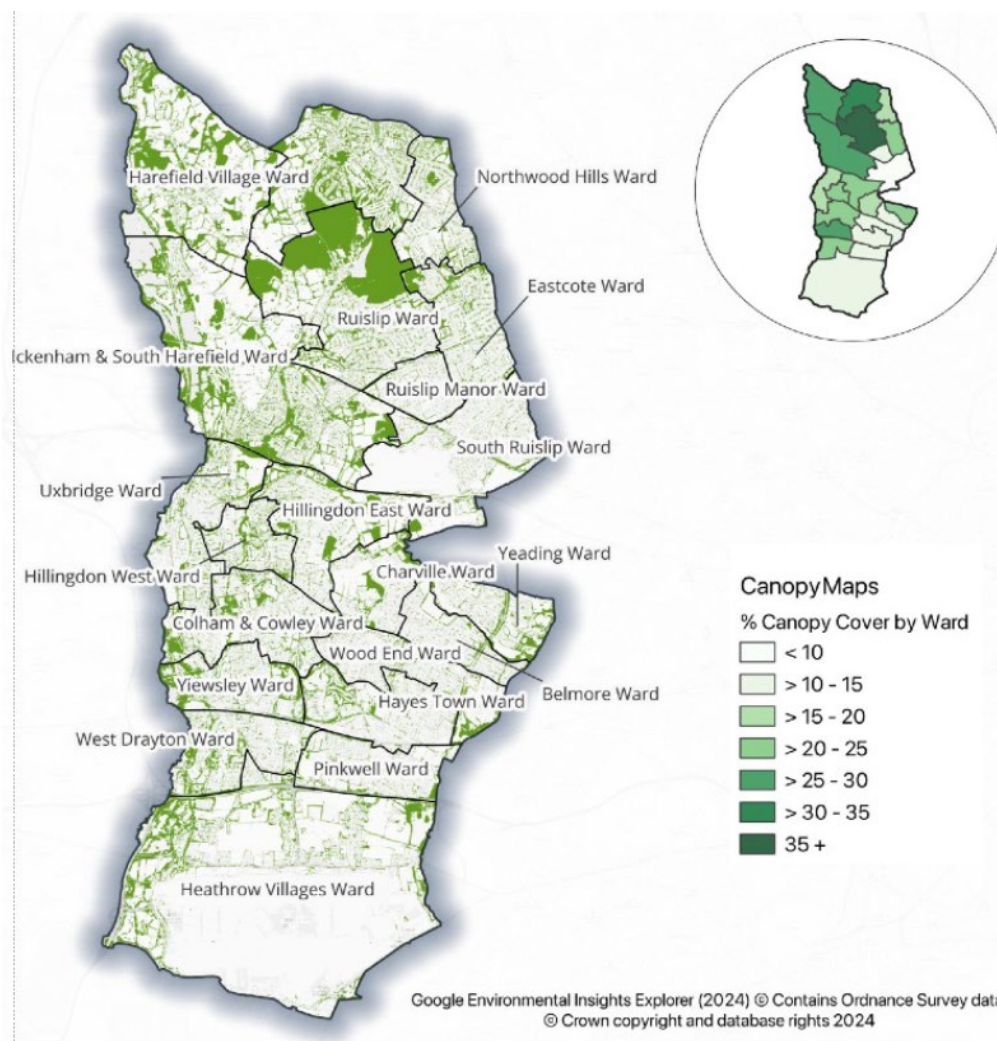 Harefield Village Ward
Northwood Hills Ward
Eastcote Ward
Ruislip Ward
Ickenham & South Harefield Ward
Ruislip Manor Ward
South Ruislip Ward
Uxbridge Ward
Hillingdon East Ward
Yeading Ward
Charville Ward
Hillingdon West Ward
Colham & Cowley Ward
Wood End Ward
Yiewsley Ward
Belmore Ward
Hayes Town Ward
West Drayton Ward
Pinkwell Ward
Heathrow Villages Ward
Canopy Maps
% Canopy Cover by Ward
< 10
> 10 - 15
> 15 - 20
> 20 - 25
> 25 - 30
> 30 - 35
35 +
Google Environmental Insights Explorer (2024) © Contains Ordnance Survey data
© Crown copyright and database rights 2024